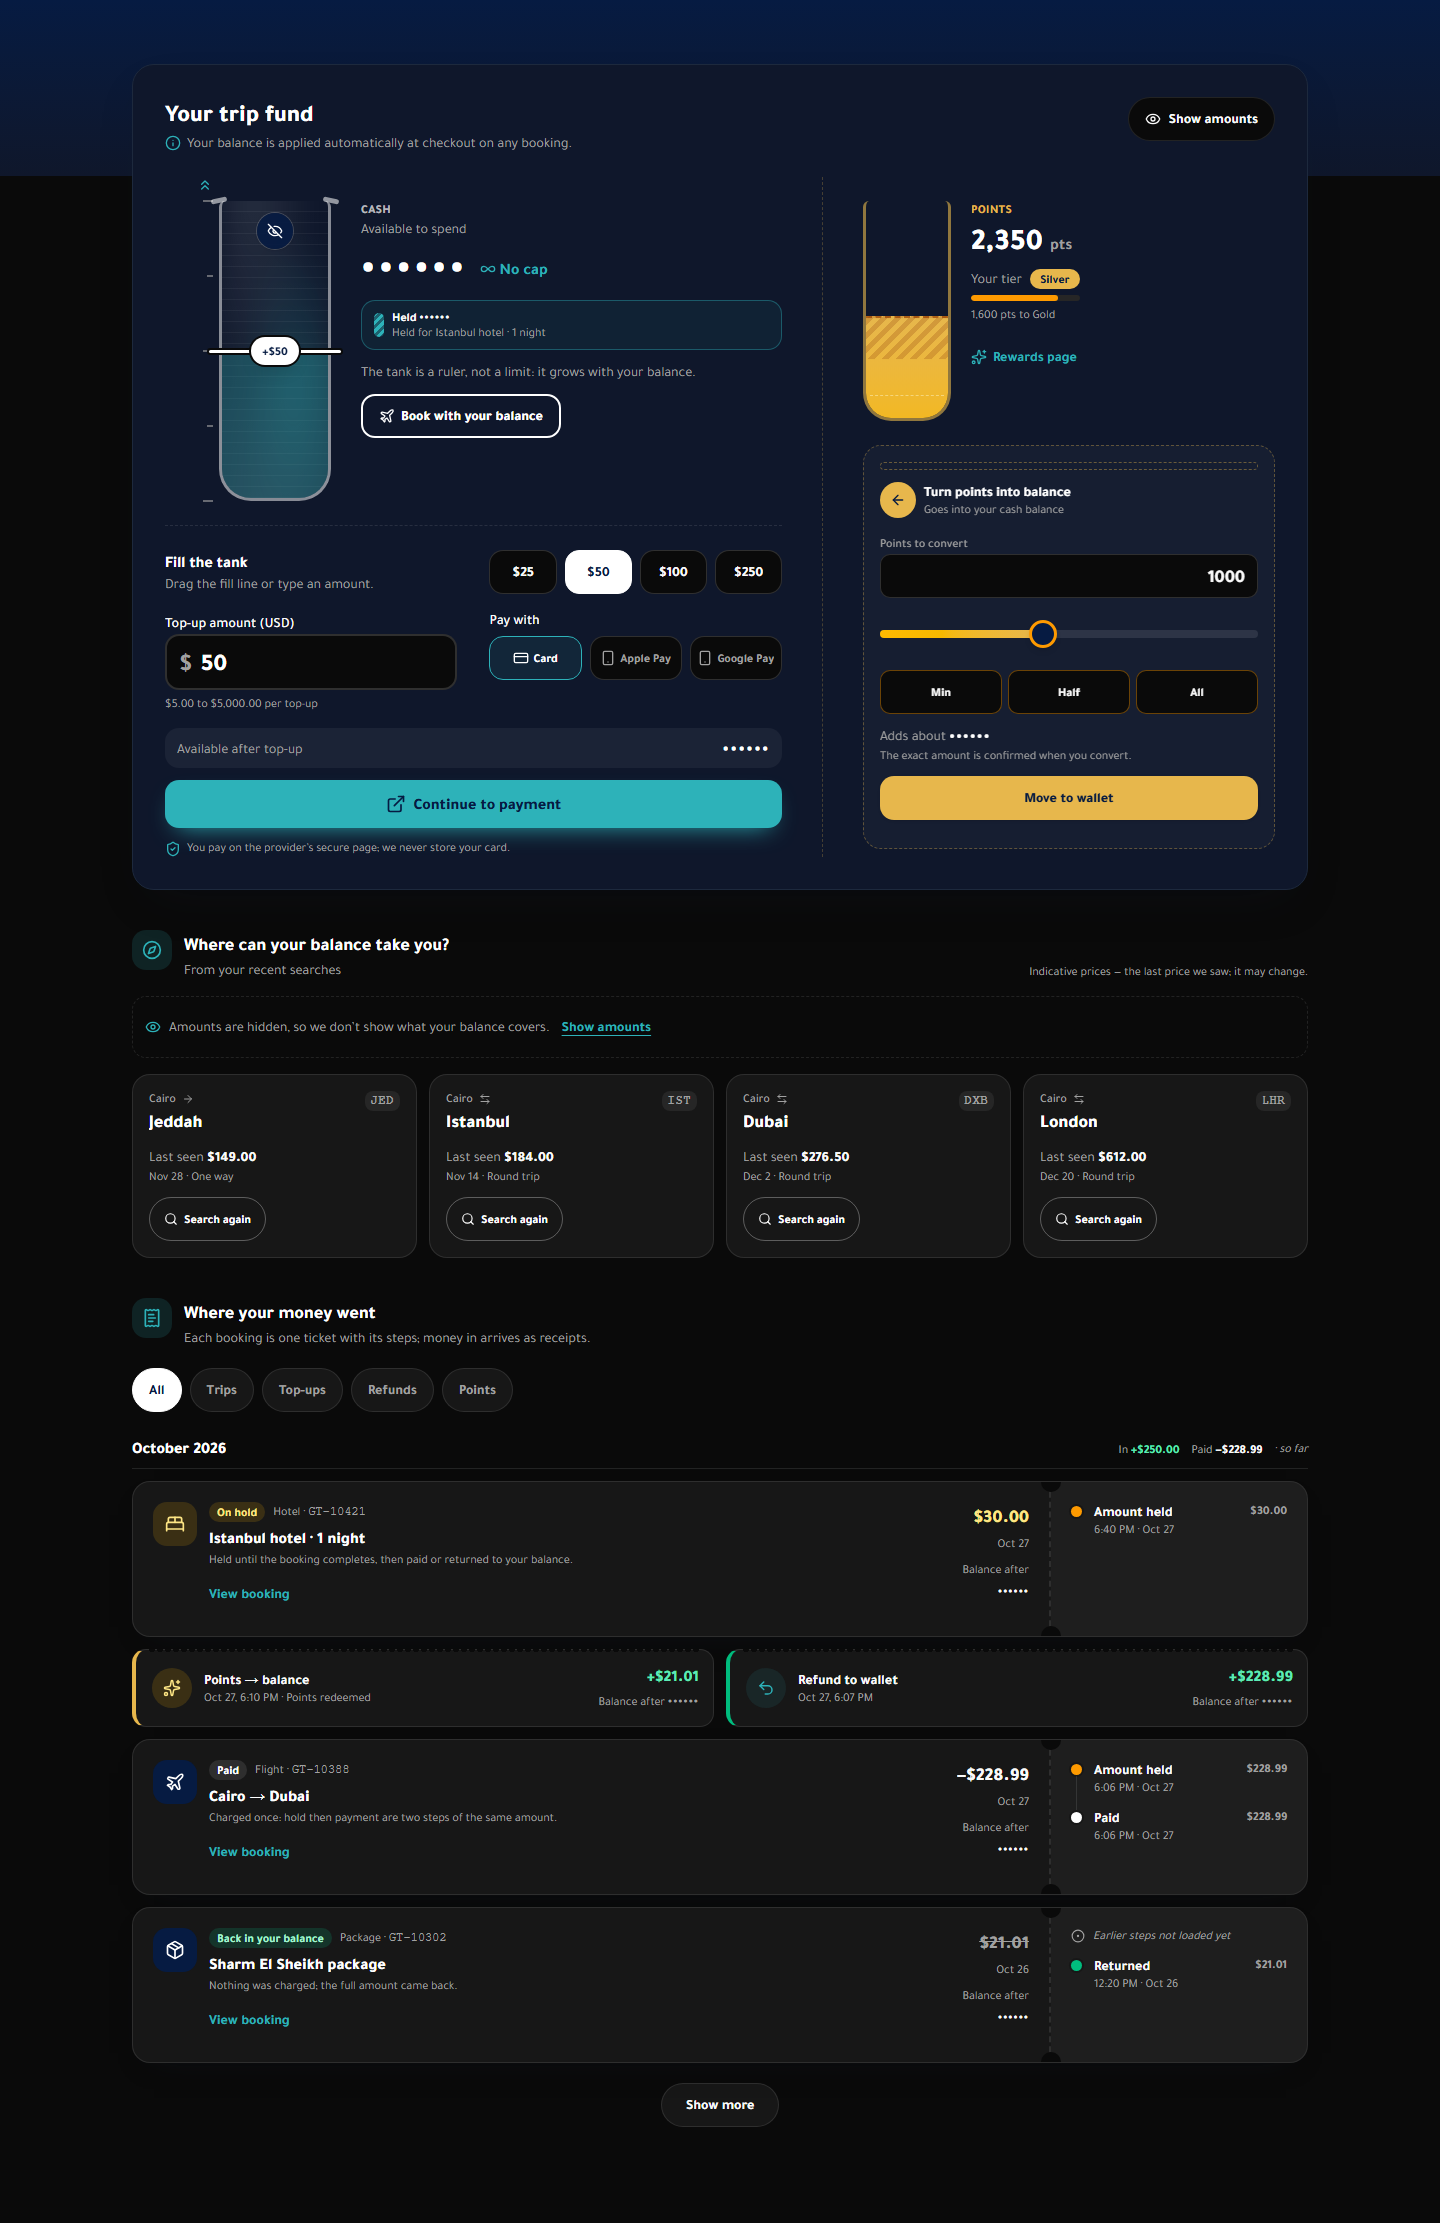 Your trip fund
Your balance is applied automatically at checkout on any booking.
Show amounts
+$50
CASH
Available to spend
•••••• No cap
Held ••••••
Held for Istanbul hotel · 1 night
The tank is a ruler, not a limit: it grows with your balance.
Book with your balance
POINTS
2,350 pts
Your tier Silver
1,600 pts to Gold
Rewards page
Fill the tank
Drag the fill line or type an amount.
$25 $50 $100 $250
Top-up amount (USD)
$ 50
$5.00 to $5,000.00 per top-up
Pay with
Card Apple Pay Google Pay
Available after top-up ••••••
Continue to payment
You pay on the provider's secure page; we never store your card.
Turn points into balance
Goes into your cash balance
Points to convert
1000
Min Half All
Adds about ••••••
The exact amount is confirmed when you convert.
Move to wallet
Where can your balance take you?
From your recent searches
Indicative prices – the last price we saw; it may change.
Amounts are hidden, so we don't show what your balance covers. Show amounts
Cairo → JED
Jeddah
Last seen $149.00
Nov 28 · One way
Search again
Cairo ⇆ IST
Istanbul
Last seen $184.00
Nov 14 · Round trip
Search again
Cairo ⇆ DXB
Dubai
Last seen $276.50
Dec 2 · Round trip
Search again
Cairo ⇆ LHR
London
Last seen $612.00
Dec 20 · Round trip
Search again
Where your money went
Each booking is one ticket with its steps; money in arrives as receipts.
All Trips Top-ups Refunds Points
October 2026
In +$250.00 Paid –$228.99 · so far
On hold Hotel · GT-10421
Istanbul hotel · 1 night
Held until the booking completes, then paid or returned to your balance.
View booking
$30.00
Oct 27
Balance after
••••••
Amount held $30.00
6:40 PM · Oct 27
Points → balance
Oct 27, 6:10 PM · Points redeemed
+$21.01
Balance after ••••••
Refund to wallet
Oct 27, 6:07 PM
+$228.99
Balance after ••••••
Paid Flight · GT-10388
Cairo → Dubai
Charged once: hold then payment are two steps of the same amount.
View booking
–$228.99
Oct 27
Balance after
••••••
Amount held $228.99
6:06 PM · Oct 27
Paid $228.99
6:06 PM · Oct 27
Back in your balance Package · GT-10302
Sharm El Sheikh package
Nothing was charged; the full amount came back.
View booking
$21.01
Oct 26
Balance after
••••••
Earlier steps not loaded yet
Returned $21.01
12:20 PM · Oct 26
Show more